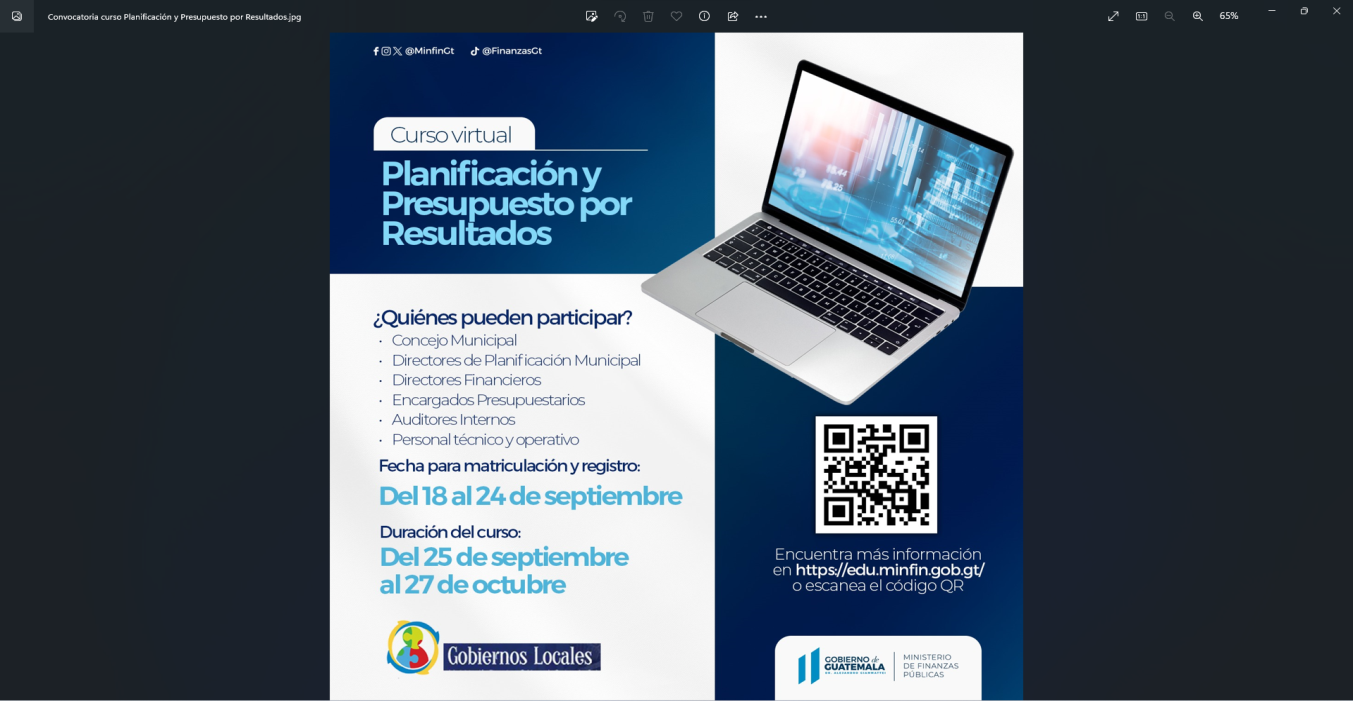 Convocatoria curso Planificación y Presupuesto por Resultados.jpg
65%
@MinfinGt @FinanzasGt
Curso virtual
Planificación y
Presupuesto por
Resultados
¿Quiénes pueden participar?
· Concejo Municipal
· Directores de Planificación Municipal
· Directores Financieros
· Encargados Presupuestarios
· Auditores Internos
· Personal técnico y operativo
Fecha para matriculación y registro:
Del 18 al 24 de septiembre
Duración del curso:
Del 25 de septiembre
al 27 de octubre
Gobiernos Locales
Encuentra más información
en https://edu.minfin.gob.gt/
o escanea el código QR
GOBIERNO de
GUATEMALA
DR. ALEJANDRO GIAMMATTEI
MINISTERIO
DE FINANZAS
PÚBLICAS